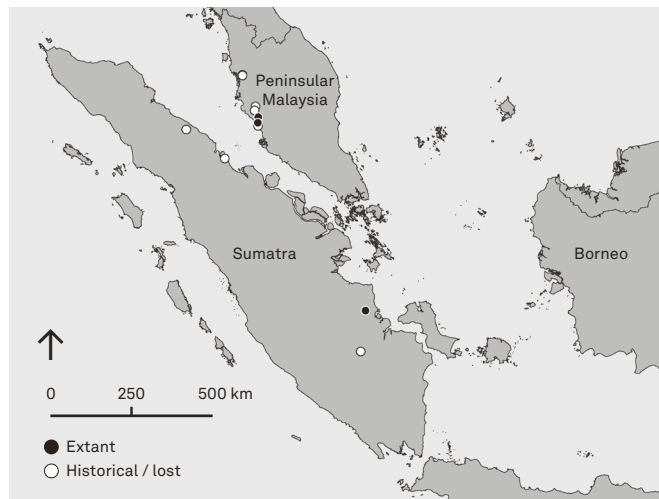 Peninsular
Malaysia
Sumatra
Borneo
0 250 500 km
Extant
Historical / lost